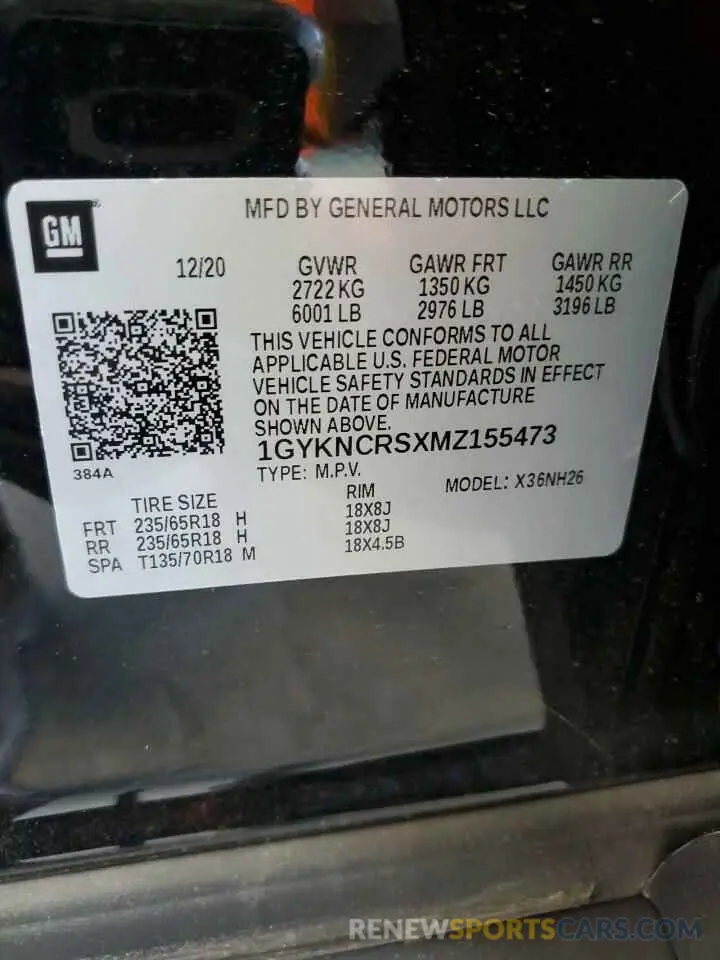 GM
MFD BY GENERAL MOTORS LLC
12/20 GVWR GAWR FRT GAWR RR
2722 KG 1350 KG 1450 KG
6001 LB 2976 LB 3196 LB
THIS VEHICLE CONFORMS TO ALL
APPLICABLE U.S. FEDERAL MOTOR
VEHICLE SAFETY STANDARDS IN EFFECT
ON THE DATE OF MANUFACTURE
SHOWN ABOVE.
1GYKNCRSXMZ155473
384A
TYPE: M.P.V. MODEL: X36NH26
TIRE SIZE RIM
FRT 235/65R18 H 18X8J
RR 235/65R18 H 18X8J
SPA T135/70R18 M 18X4.5B
RENEWSPORTSCARS.COM